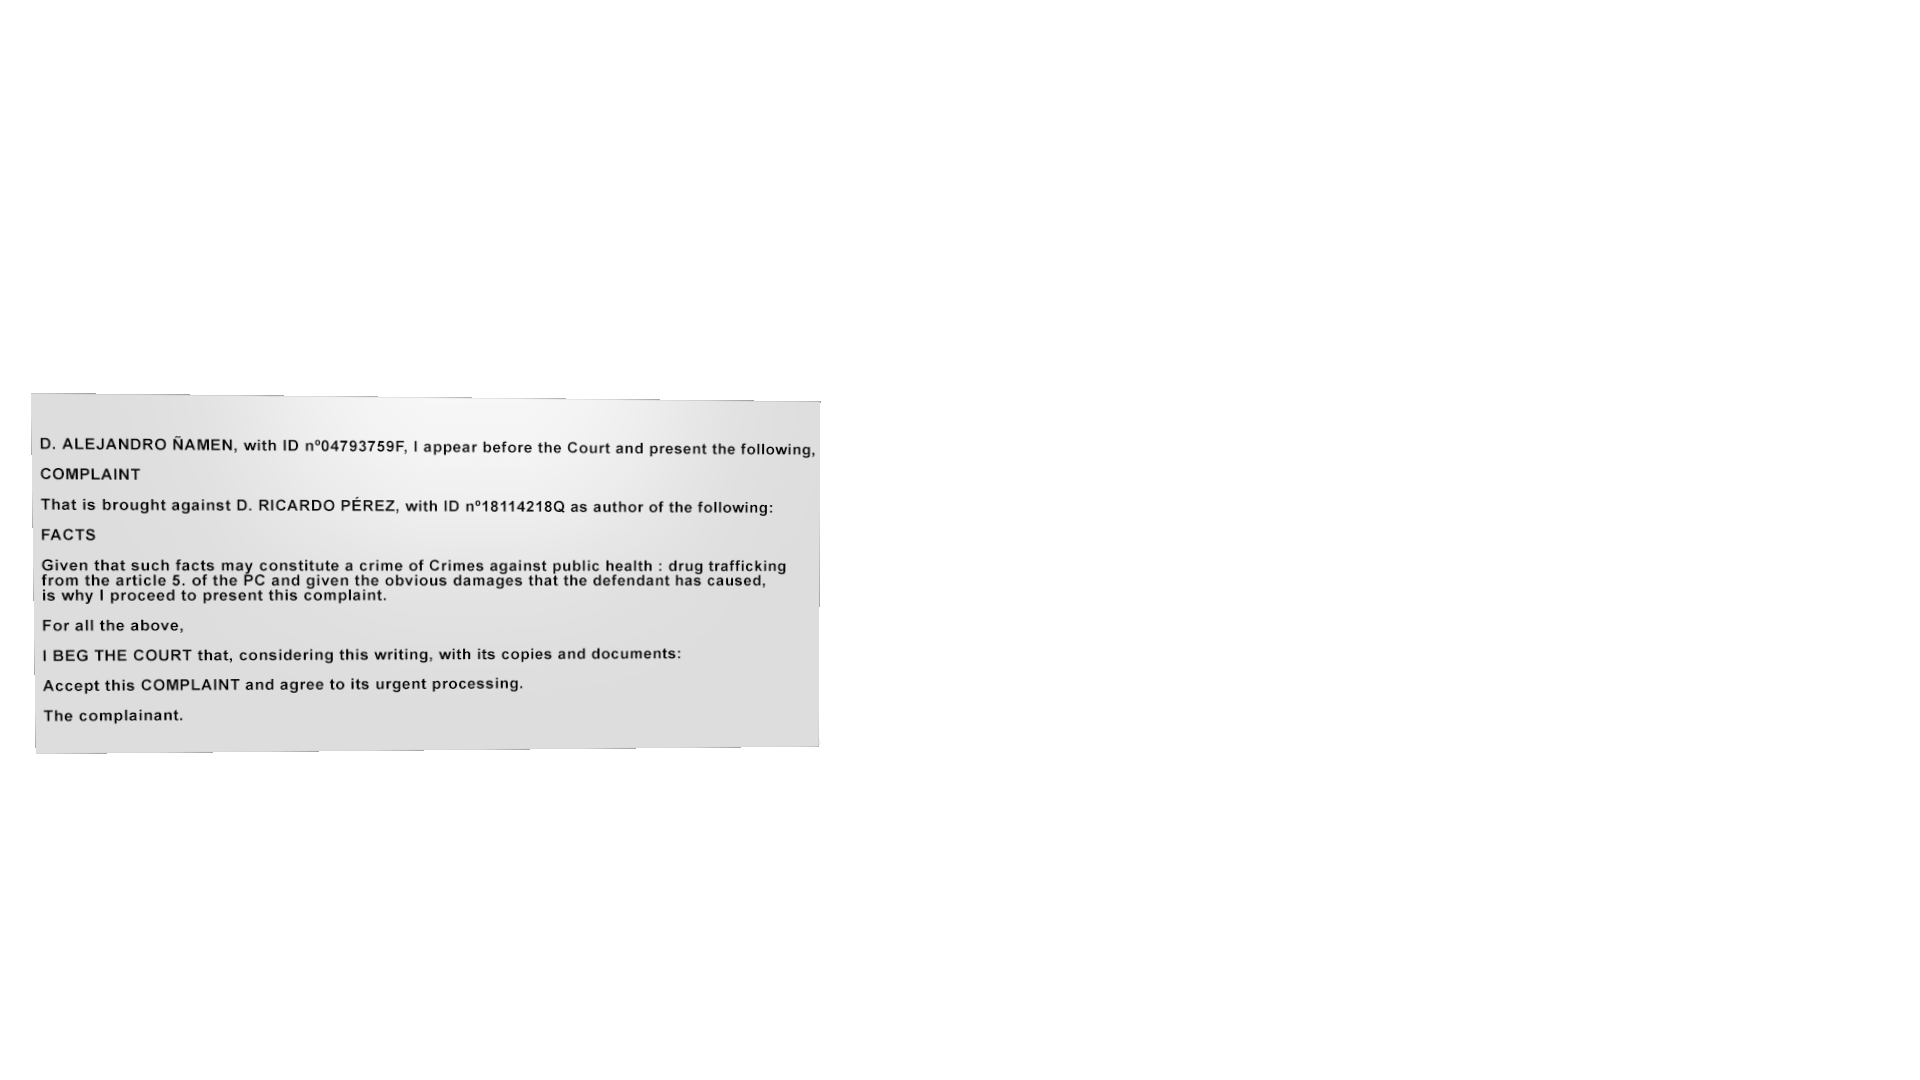 D. ALEJANDRO ÑAMEN, with ID nº04793759F, I appear before the Court and present the following,
COMPLAINT
That is brought against D. RICARDO PÉREZ, with ID nº18114218Q as author of the following:
FACTS
Given that such facts may constitute a crime of Crimes against public health : drug trafficking
from the article 5. of the PC and given the obvious damages that the defendant has caused,
is why I proceed to present this complaint.
For all the above,
I BEG THE COURT that, considering this writing, with its copies and documents:
Accept this COMPLAINT and agree to its urgent processing.
The complainant.